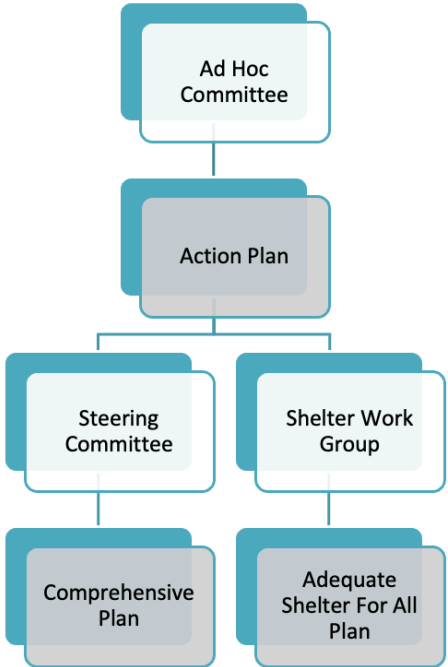 Ad Hoc
Committee
Action Plan
Steering
Committee
Shelter Work
Group
Comprehensive
Plan
Adequate
Shelter For All
Plan